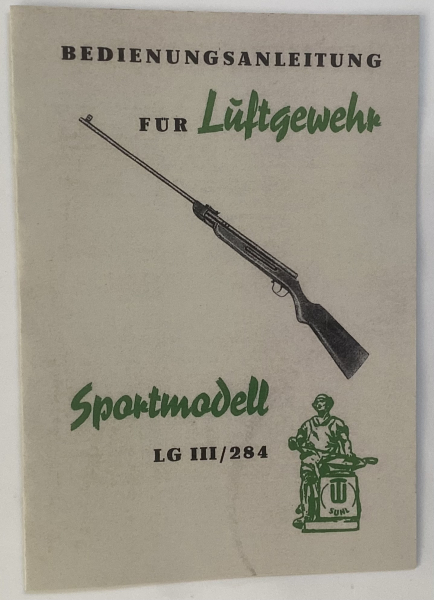 BEDIENUNGSANLEITUNG
FÜR Luftgewehr
Sportmodell
LG III/284
SUHL